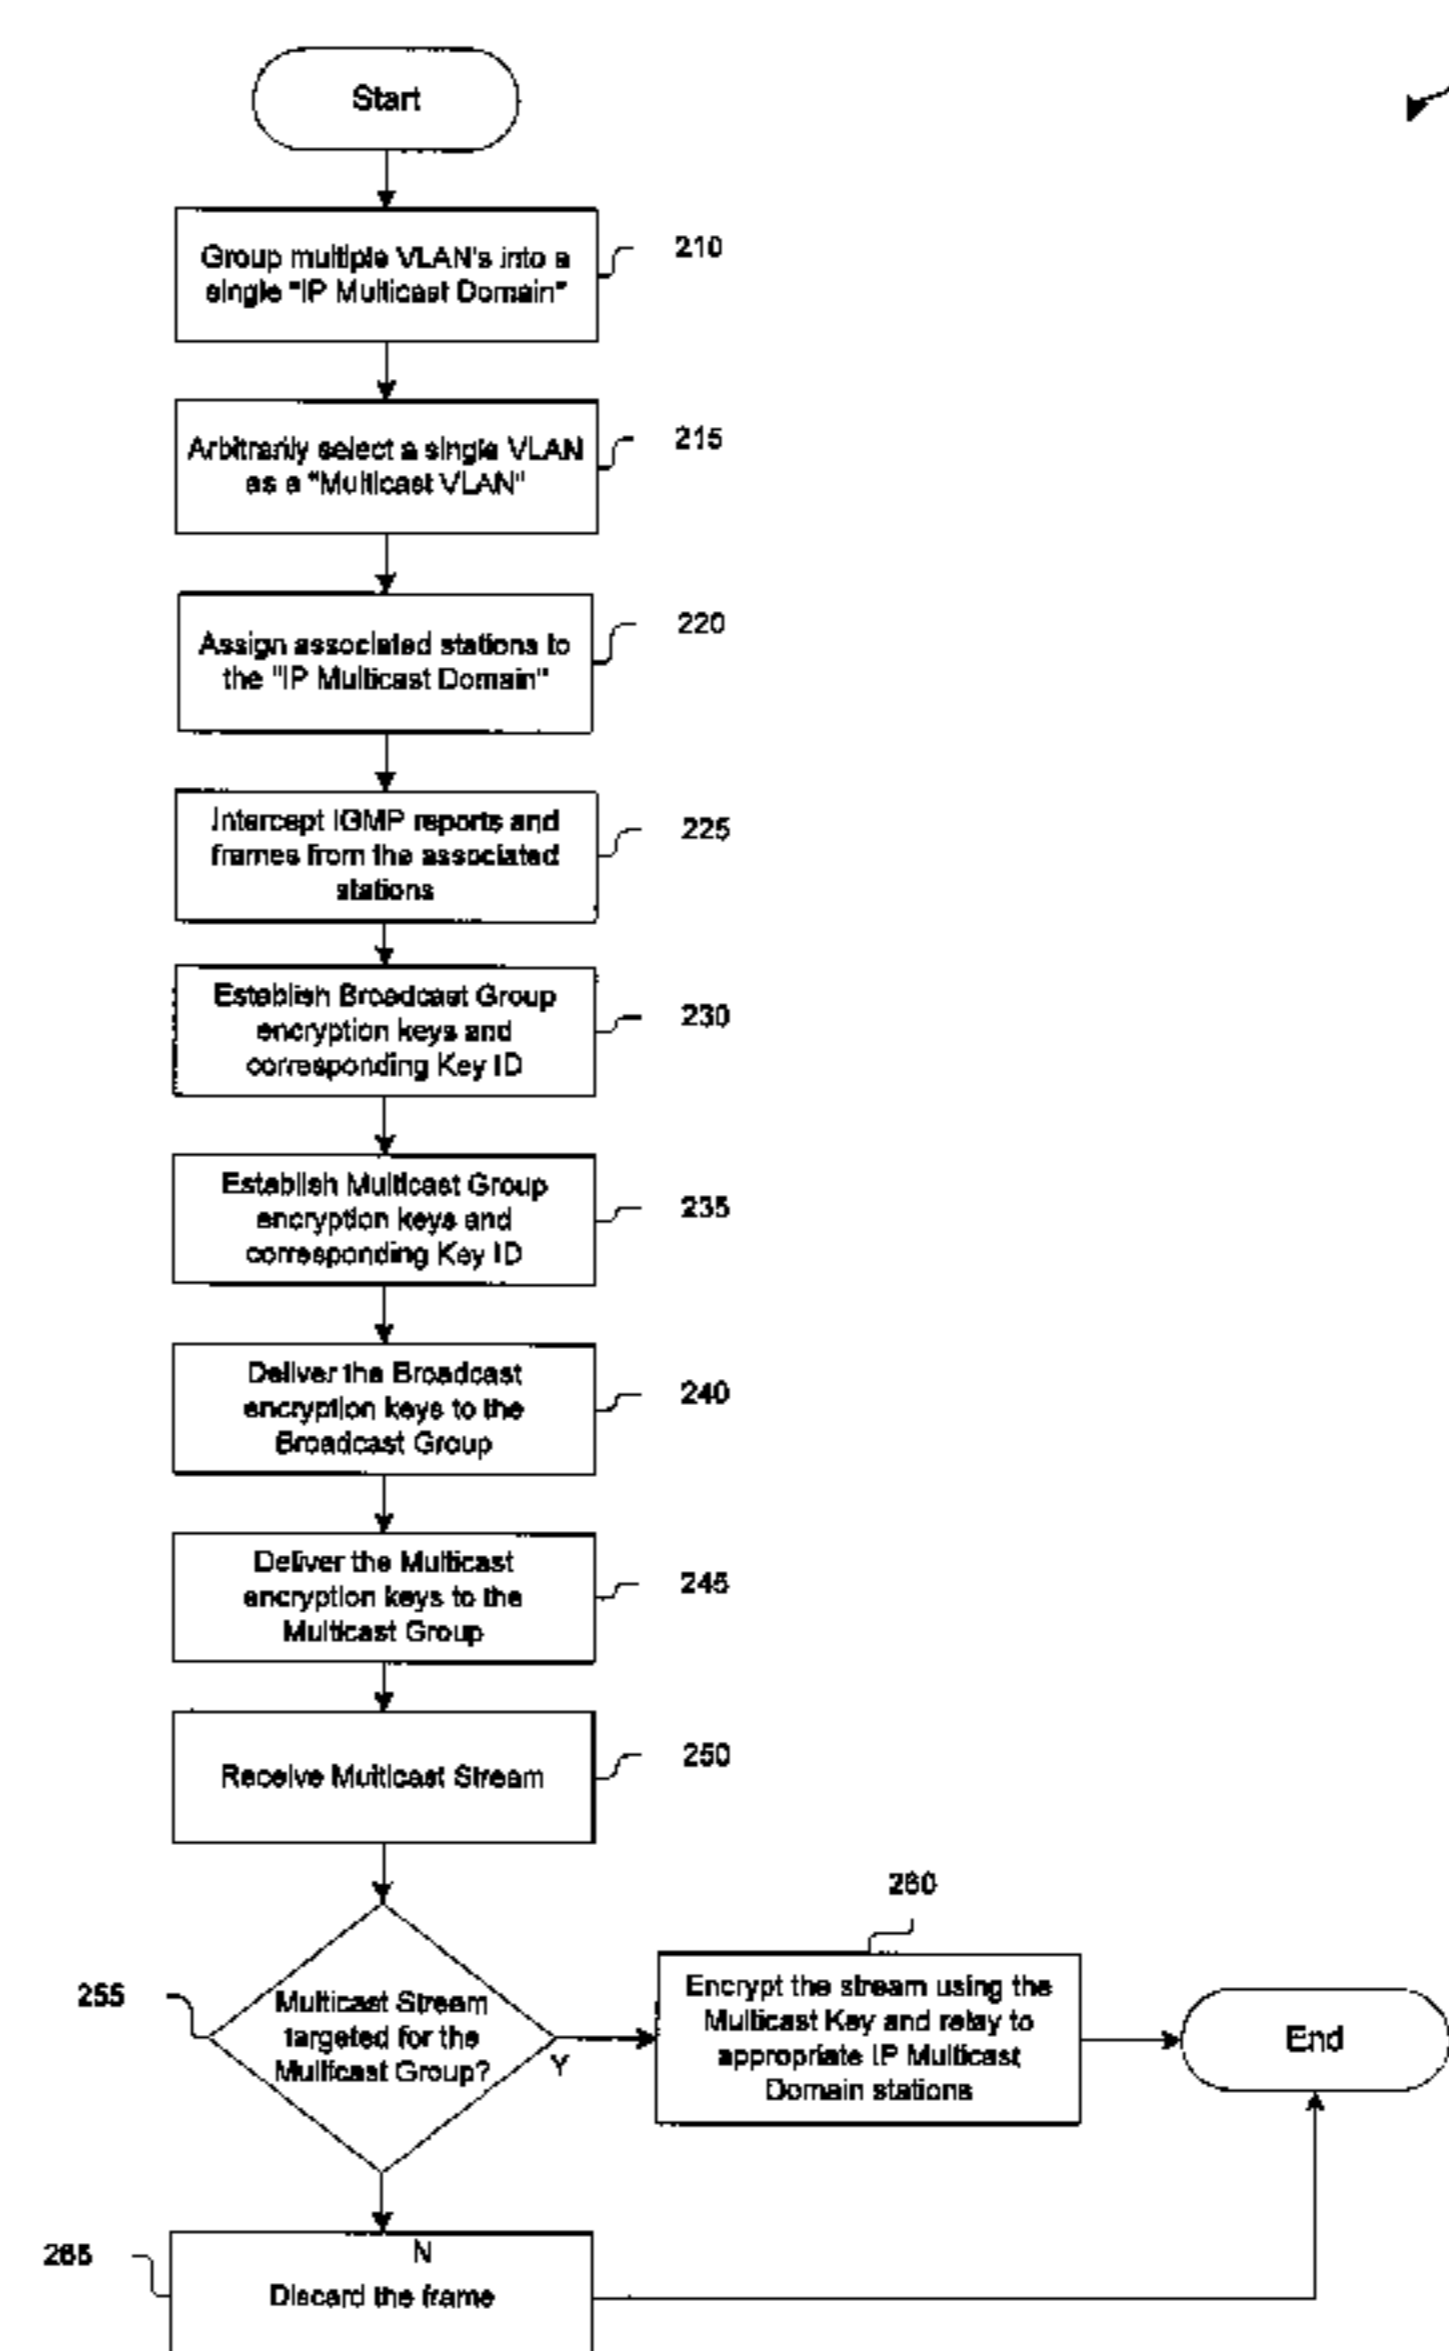 Start
Group multiple VLAN's into a
single "IP Multicast Domain"
210
Arbitrarily select a single VLAN
as a "Multicast VLAN"
215
Assign associated stations to
the "IP Multicast Domain"
220
Intercept IGMP reports and
frames from the associated
stations
225
Establish Broadcast Group
encryption keys and
corresponding Key ID
230
Establish Multicast Group
encryption keys and
corresponding Key ID
235
Deliver the Broadcast
encryption keys to the
Broadcast Group
240
Deliver the Multicast
encryption keys to the
Multicast Group
245
Receive Multicast Stream
250
255
Multicast Stream
targeted for the
Multicast Group?
Y
260
Encrypt the stream using the
Multicast Key and relay to
appropriate IP Multicast
Domain stations
End
265
N
Discard the frame